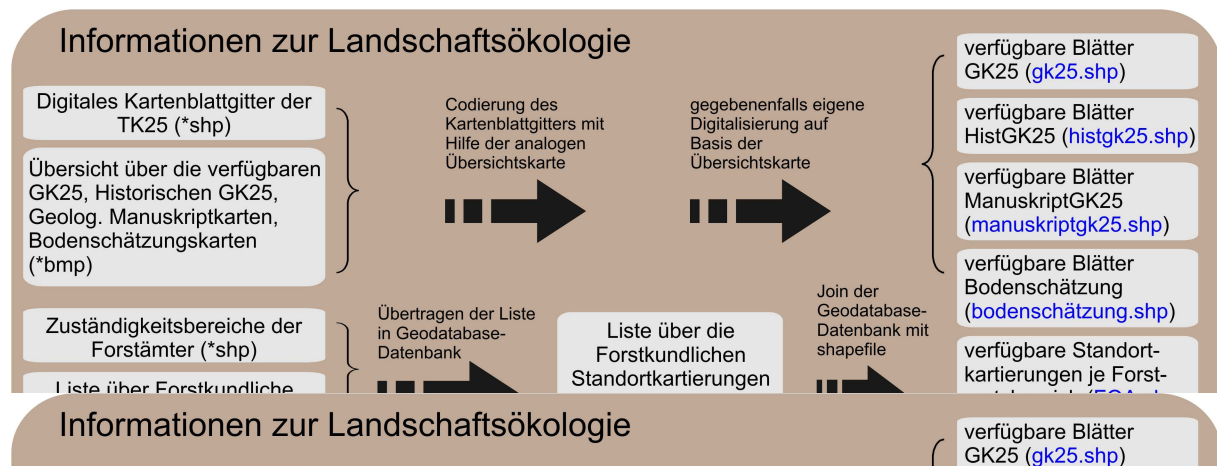 Informationen zur Landschaftsökologie
Digitales Kartenblattgitter der
TK25 (*shp)
Übersicht über die verfügbaren
GK25, Historischen GK25,
Geolog. Manuskriptkarten,
Bodenschätzungskarten
(*bmp)
Codierung des
Kartenblattgitters mit
Hilfe der analogen
Übersichtskarte
gegebenenfalls eigene
Digitalisierung auf
Basis der
Übersichtskarte
verfügbare Blätter
GK25 (gk25.shp)
verfügbare Blätter
HistGK25 (histgk25.shp)
verfügbare Blätter
ManuskriptGK25
(manuskriptgk25.shp)
verfügbare Blätter
Bodenschätzung
(bodenschätzung.shp)
Zuständigkeitsbereiche der
Forstämter (*shp)
Liste über Forstkundliche
Übertragen der Liste
in Geodatabase-
Datenbank
Liste über die
Forstkundlichen
Standortkartierungen
Join der
Geodatabase-
Datenbank mit
shapefile
verfügbare Standort-
kartierungen je Forst-
Informationen zur Landschaftsökologie
verfügbare Blätter
GK25 (gk25.shp)